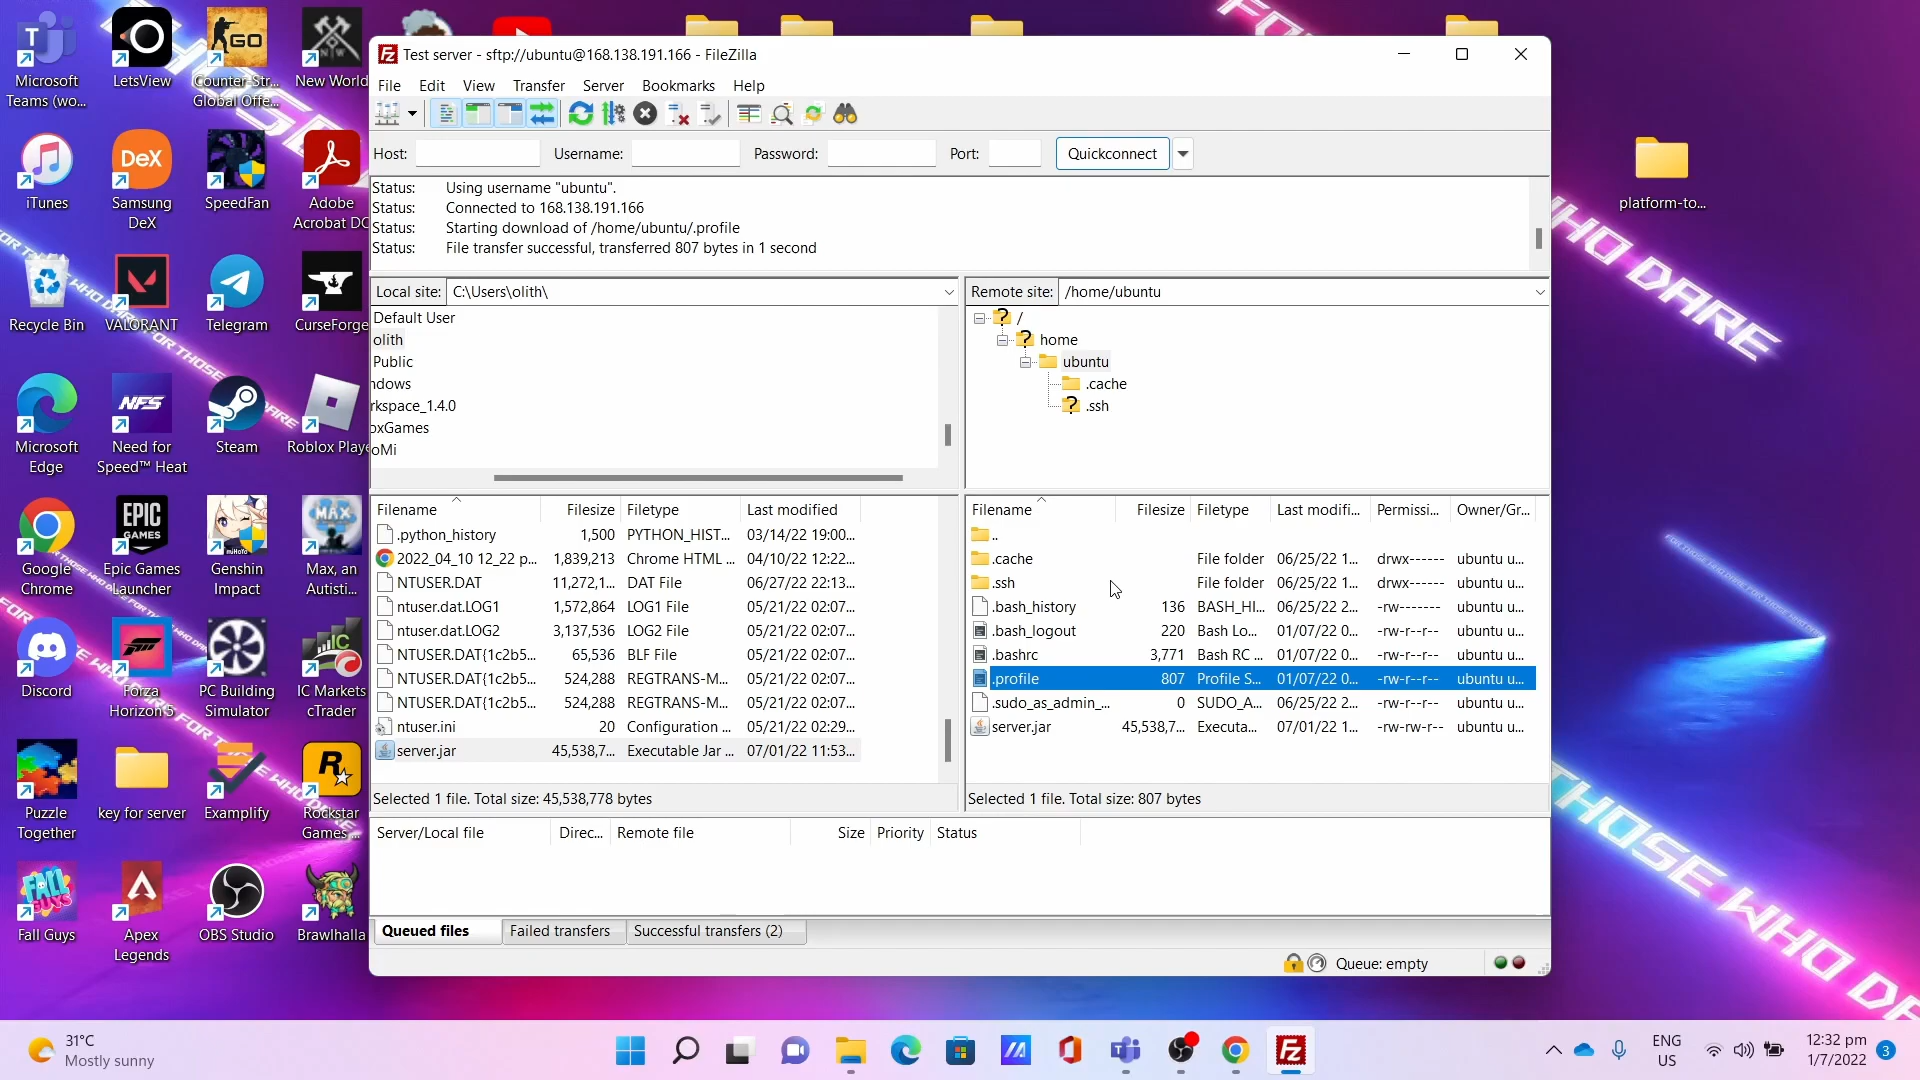 Microsoft Teams (wo...
LetsView
Counter-Str... Global Offe...
New World
iTunes
Samsung DeX
SpeedFan
Adobe Acrobat DC
Recycle Bin
VALORANT
Telegram
CurseForge
Microsoft Edge
Need for Speed™ Heat
Steam
Roblox Playe
Google Chrome
Epic Games Launcher
Genshin Impact
Max, an Autisti...
Discord
Forza Horizon 5
PC Building Simulator
IC Markets cTrader
Puzzle Together
key for server
Examplify
Rockstar Games ...
Fall Guys
Apex Legends
OBS Studio
Brawlhalla
platform-to...
Test server - sftp://ubuntu@168.138.191.166 - FileZilla
File Edit View Transfer Server Bookmarks Help
Host: Username: Password: Port: Quickconnect
Status: Using username "ubuntu".
Status: Connected to 168.138.191.166
Status: Starting download of /home/ubuntu/.profile
Status: File transfer successful, transferred 807 bytes in 1 second
Local site: C:\Users\olith\
Default User
olith
Public
ndows
rkspace_1.4.0
oxGames
oMi
Remote site: /home/ubuntu
/
home
ubuntu
.cache
.ssh
Filename Filesize Filetype Last modified
.python_history 1,500 PYTHON_HIST... 03/14/22 19:00...
2022_04_10 12_22 p... 1,839,213 Chrome HTML ... 04/10/22 12:22...
NTUSER.DAT 11,272,1... DAT File 06/27/22 22:13...
ntuser.dat.LOG1 1,572,864 LOG1 File 05/21/22 02:07...
ntuser.dat.LOG2 3,137,536 LOG2 File 05/21/22 02:07...
NTUSER.DAT{1c2b5... 65,536 BLF File 05/21/22 02:07...
NTUSER.DAT{1c2b5... 524,288 REGTRANS-M... 05/21/22 02:07...
NTUSER.DAT{1c2b5... 524,288 REGTRANS-M... 05/21/22 02:07...
ntuser.ini 20 Configuration ... 05/21/22 02:29...
server.jar 45,538,7... Executable Jar ... 07/01/22 11:53...
Selected 1 file. Total size: 45,538,778 bytes
Filename Filesize Filetype Last modifi... Permissi... Owner/Gr...
..
.cache File folder 06/25/22 1... drwx------ ubuntu u...
.ssh File folder 06/25/22 1... drwx------ ubuntu u...
.bash_history 136 BASH_HI... 06/25/22 2... -rw------- ubuntu u...
.bash_logout 220 Bash Lo... 01/07/22 0... -rw-r--r-- ubuntu u...
.bashrc 3,771 Bash RC ... 01/07/22 0... -rw-r--r-- ubuntu u...
.profile 807 Profile S... 01/07/22 0... -rw-r--r-- ubuntu u...
.sudo_as_admin_... 0 SUDO_A... 06/25/22 2... -rw-r--r-- ubuntu u...
server.jar 45,538,7... Executa... 07/01/22 1... -rw-rw-r-- ubuntu u...
Selected 1 file. Total size: 807 bytes
Server/Local file Direc... Remote file Size Priority Status
Queued files Failed transfers Successful transfers (2)
Queue: empty
31°C
Mostly sunny
ENG
US
12:32 pm
1/7/2022
3